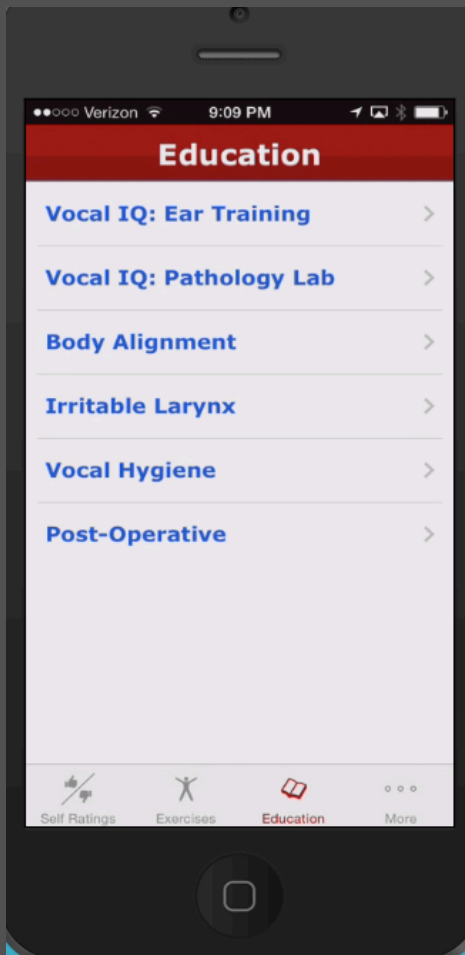 Verizon 9:09 PM
Education
Vocal IQ: Ear Training
Vocal IQ: Pathology Lab
Body Alignment
Irritable Larynx
Vocal Hygiene
Post-Operative
Self Ratings Exercises Education More